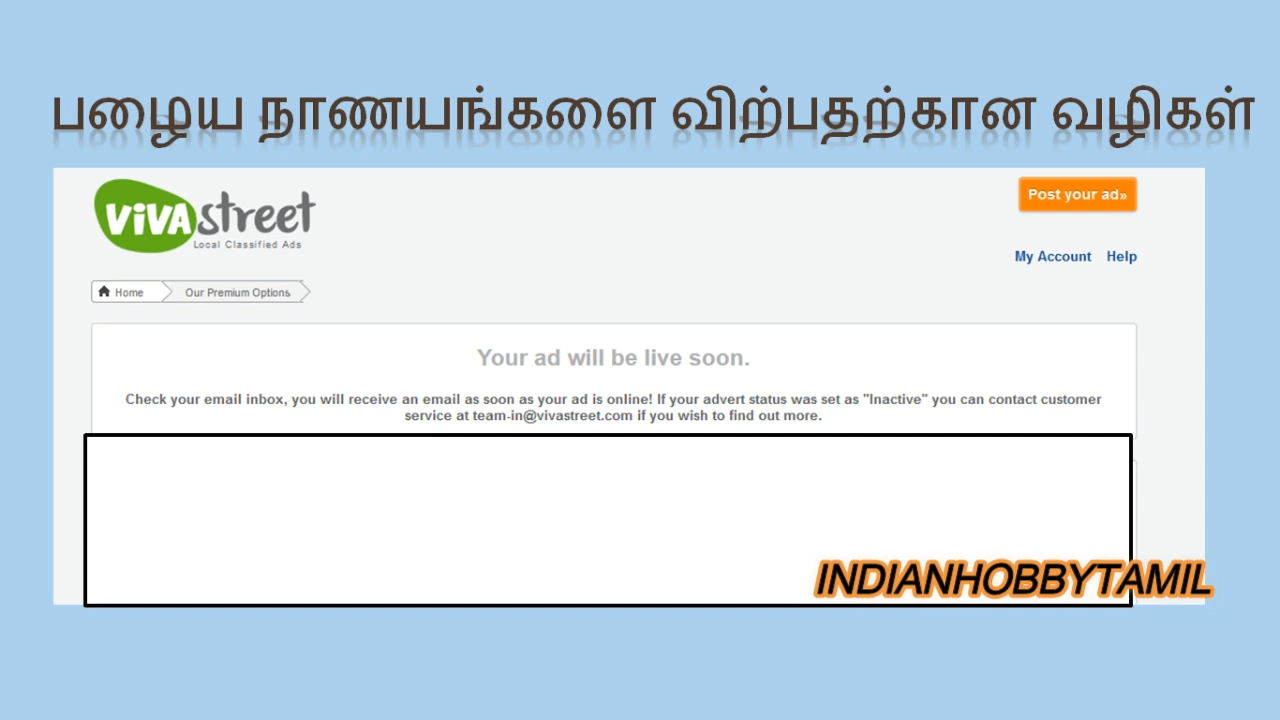 பழைய நாணயங்களை விற்பதற்கான வழிகள்
VIVAstreet
Local Classified Ads
Post your ad»
My Account Help
Home Our Premium Options
Your ad will be live soon.
Check your email inbox, you will receive an email as soon as your ad is online! If your advert status was set as "Inactive" you can contact customer
service at team-in@vivastreet.com if you wish to find out more.
INDIANHOBBYTAMIL